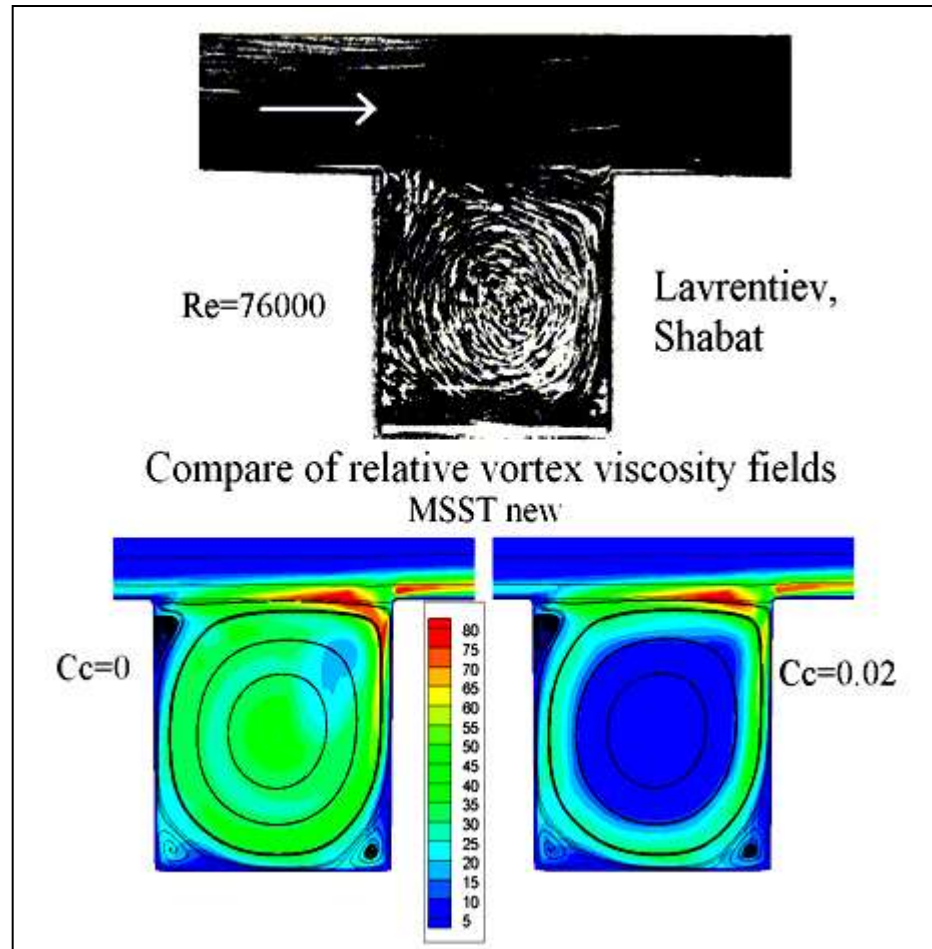 Re=76000
Lavrentiev,
Shabat
Compare of relative vortex viscosity fields
MSST new
Cc=0
80
75
70
65
60
55
50
45
40
35
30
25
20
15
10
5
Cc=0.02